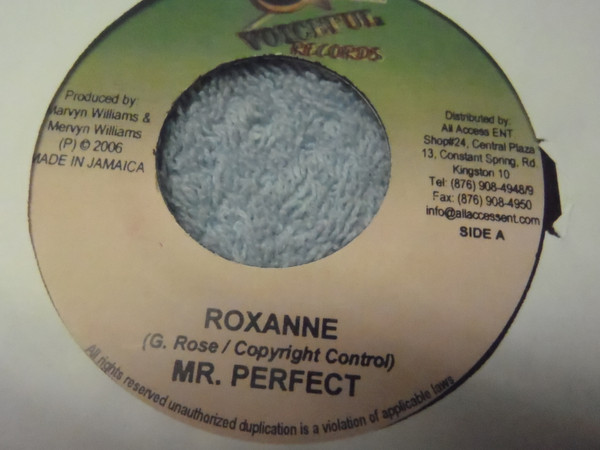 VOICEFUL
RECORDS
Produced by
Marvyn Williams &
Mervyn Williams
(P) © 2006
MADE IN JAMAICA
Distributed by:
All Access ENT.
Shop#24, Central Plaza
13, Constant Spring, Rd.
Kingston 10
Tel: (876) 908-4948/9
Fax: (876) 908-4950
info@allaccessent.com
SIDE A
ROXANNE
(G. Rose / Copyright Control)
MR. PERFECT
All rights reserved unauthorized duplication is a violation of applicable laws